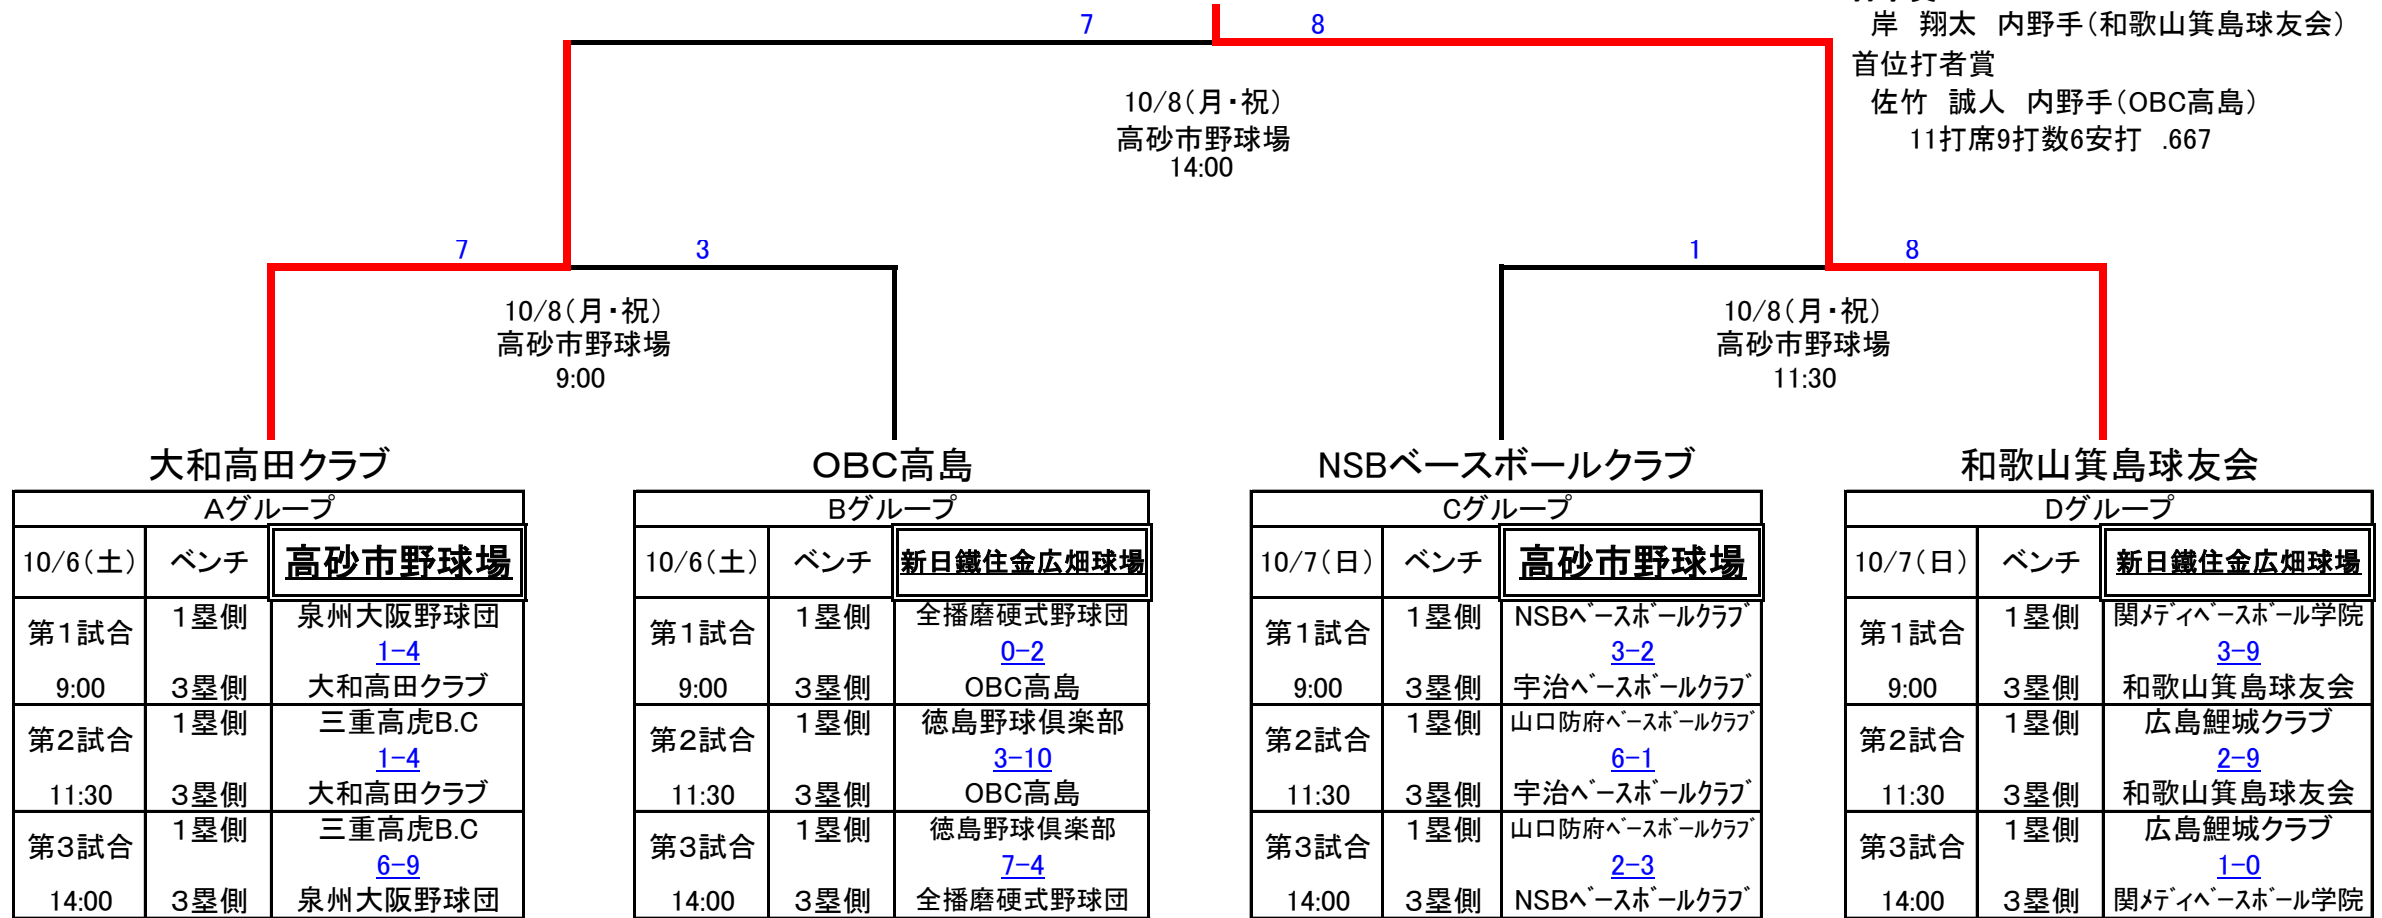 7 8
岸 翔太 内野手(和歌山箕島球友会)
首位打者賞
佐竹 誠人 内野手(OBC高島)
11打席9打数6安打 .667
10/8(月・祝)
高砂市野球場
14:00
7 3
10/8(月・祝)
高砂市野球場
9:00
1 8
10/8(月・祝)
高砂市野球場
11:30
大和高田クラブ
Aグループ
10/6(土) ベンチ 高砂市野球場
第1試合 1塁側 泉州大阪野球団
1-4
9:00 3塁側 大和高田クラブ
第2試合 1塁側 三重高虎B.C
1-4
11:30 3塁側 大和高田クラブ
第3試合 1塁側 三重高虎B.C
6-9
14:00 3塁側 泉州大阪野球団
OBC高島
Bグループ
10/6(土) ベンチ 新日鐵住金広畑球場
第1試合 1塁側 全播磨硬式野球団
0-2
9:00 3塁側 OBC高島
第2試合 1塁側 徳島野球倶楽部
3-10
11:30 3塁側 OBC高島
第3試合 1塁側 徳島野球倶楽部
7-4
14:00 3塁側 全播磨硬式野球団
NSBベースボールクラブ
Cグループ
10/7(日) ベンチ 高砂市野球場
第1試合 1塁側 NSBベースボールクラブ
3-2
9:00 3塁側 宇治ベースボールクラブ
第2試合 1塁側 山口防府ベースボールクラブ
6-1
11:30 3塁側 宇治ベースボールクラブ
第3試合 1塁側 山口防府ベースボールクラブ
2-3
14:00 3塁側 NSBベースボールクラブ
和歌山箕島球友会
Dグループ
10/7(日) ベンチ 新日鐵住金広畑球場
第1試合 1塁側 関メディベースボール学院
3-9
9:00 3塁側 和歌山箕島球友会
第2試合 1塁側 広島鯉城クラブ
2-9
11:30 3塁側 和歌山箕島球友会
第3試合 1塁側 広島鯉城クラブ
1-0
14:00 3塁側 関メディベースボール学院